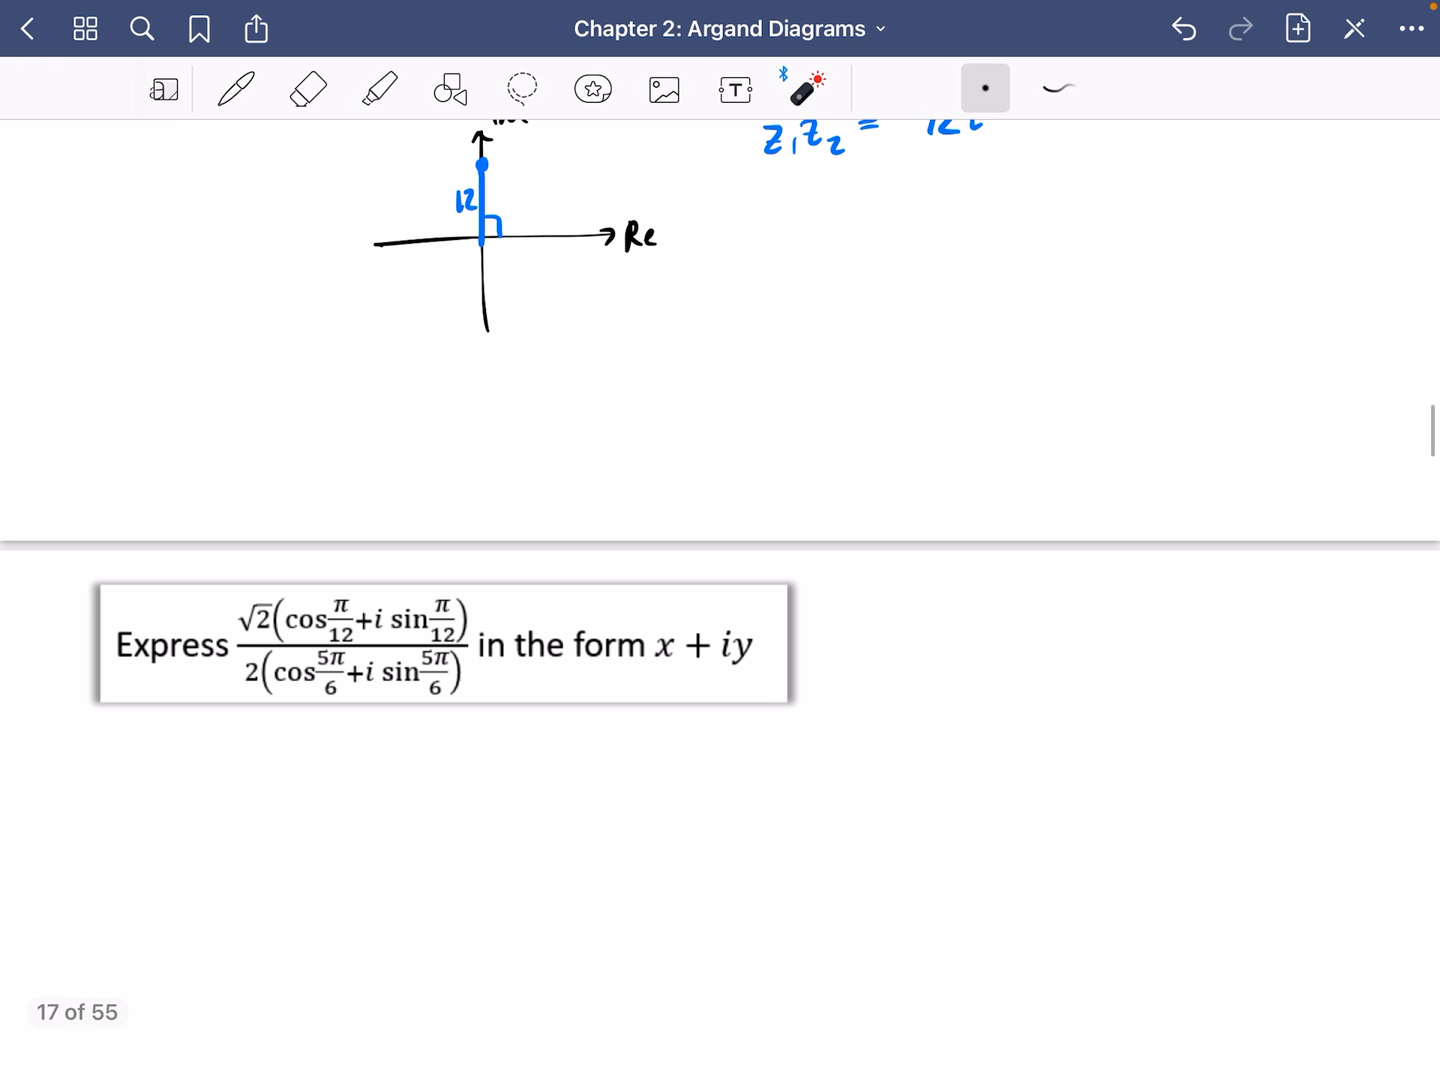 Chapter 2: Argand Diagrams
T
z₁z₂ = 12i
12
Re
Express √2(cos π/12 + i sin π/12) / 2(cos 5π/6 + i sin 5π/6) in the form x + iy
17 of 55